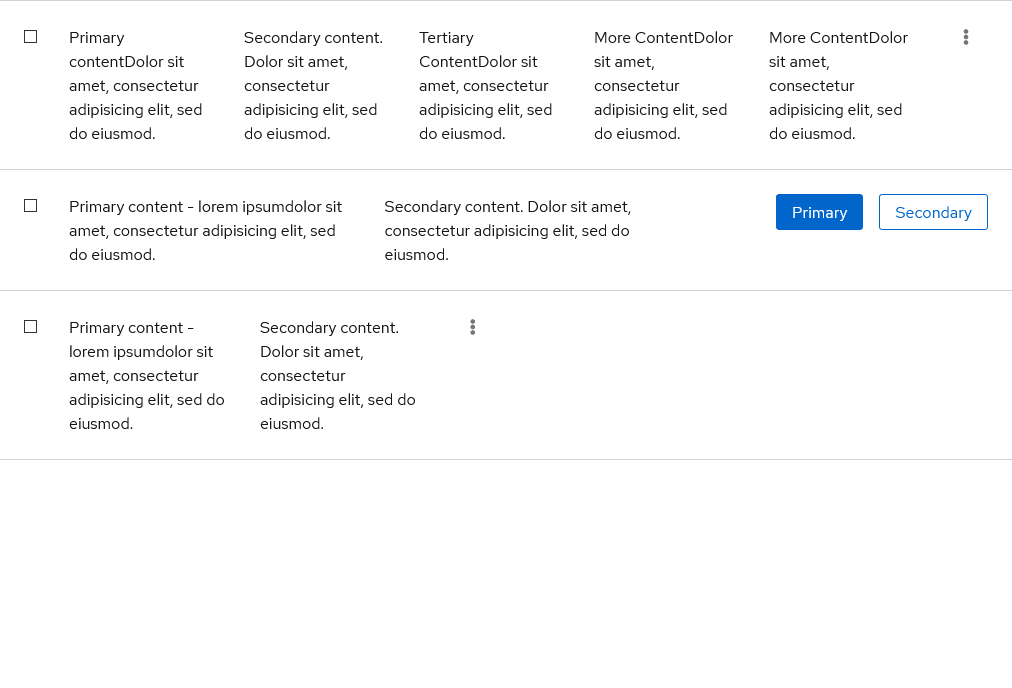 Primary
contentDolor sit
amet, consectetur
adipisicing elit, sed
do eiusmod.
Secondary content.
Dolor sit amet,
consectetur
adipisicing elit, sed
do eiusmod.
Tertiary
ContentDolor sit
amet, consectetur
adipisicing elit, sed
do eiusmod.
More ContentDolor
sit amet,
consectetur
adipisicing elit, sed
do eiusmod.
More ContentDolor
sit amet,
consectetur
adipisicing elit, sed
do eiusmod.
Primary content - lorem ipsumdolor sit
amet, consectetur adipisicing elit, sed
do eiusmod.
Secondary content. Dolor sit amet,
consectetur adipisicing elit, sed do
eiusmod.
Primary
Secondary
Primary content -
lorem ipsumdolor sit
amet, consectetur
adipisicing elit, sed do
eiusmod.
Secondary content.
Dolor sit amet,
consectetur
adipisicing elit, sed do
eiusmod.